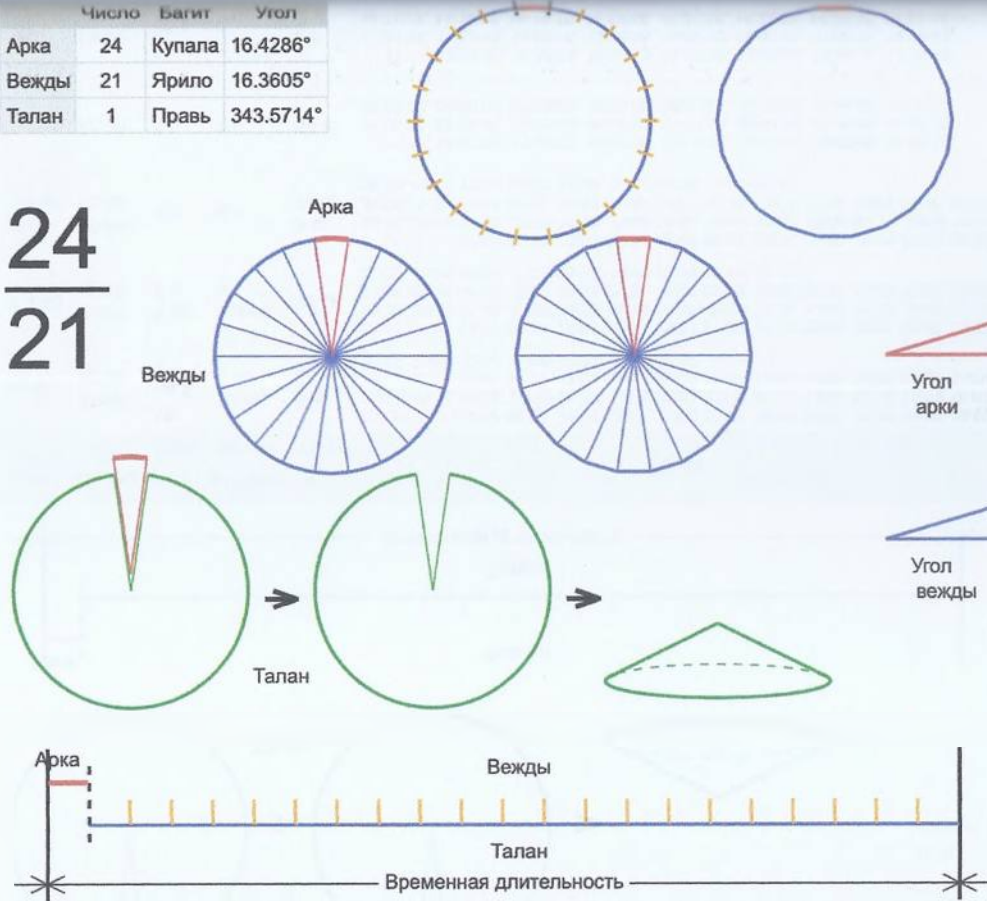 Число Багит Угол
Арка 24 Купала 16.4286°
Вежды 21 Ярило 16.3605°
Талан 1 Правь 343.5714°
24
21
Арка
Вежды
Угол
арки
Угол
вежды
Талан
Арка
Вежды
Талан
Временная длительность